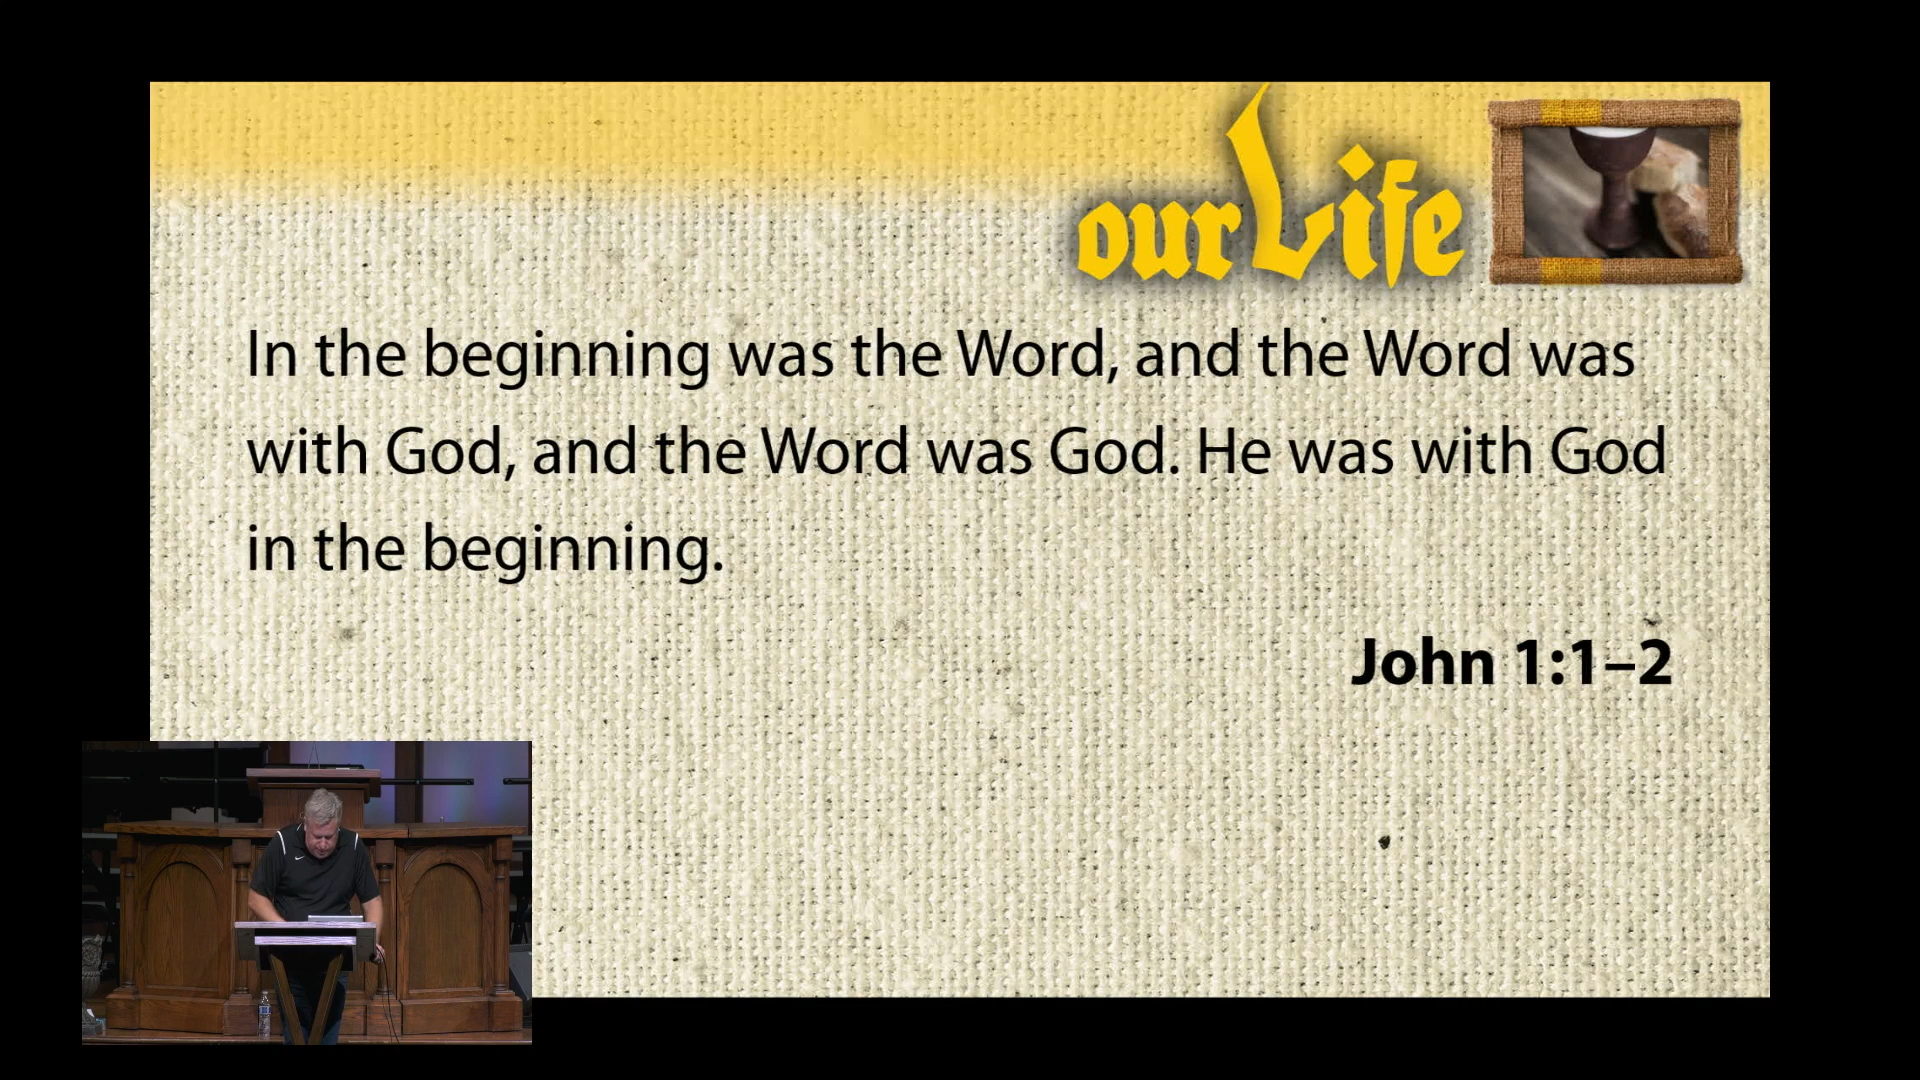 our Life
In the beginning was the Word, and the Word was
with God, and the Word was God. He was with God
in the beginning.
John 1:1–2